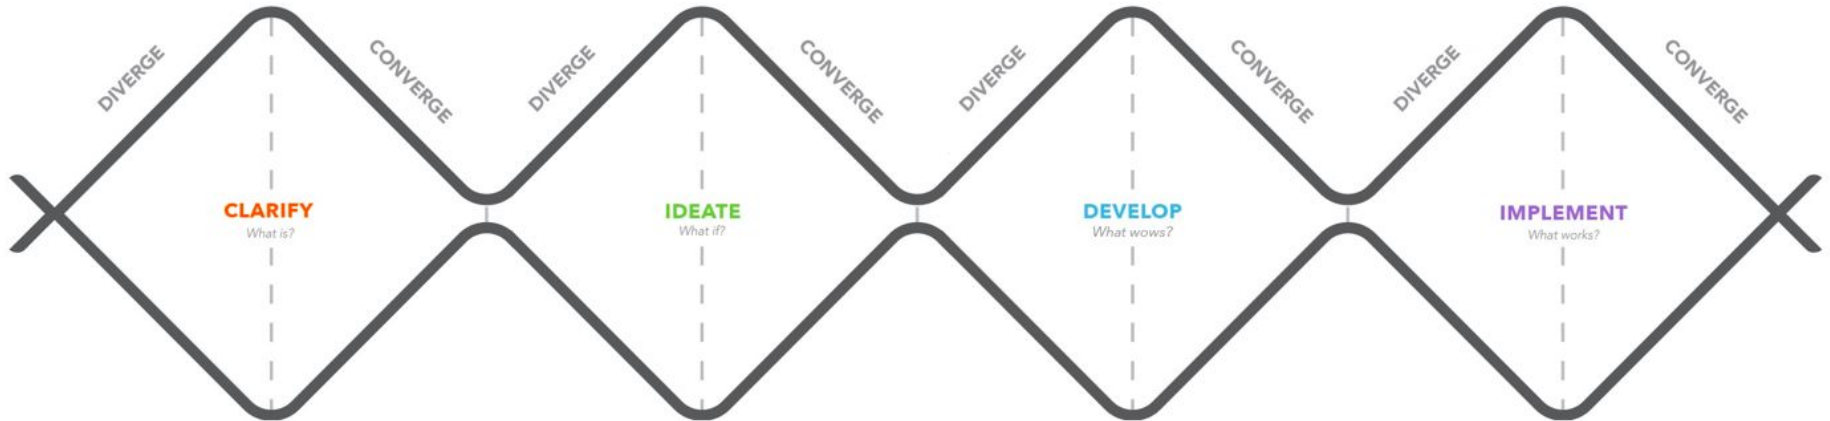 DIVERGE
CONVERGE
DIVERGE
CONVERGE
DIVERGE
CONVERGE
DIVERGE
CONVERGE
CLARIFY
What is?
IDEATE
What if?
DEVELOP
What wows?
IMPLEMENT
What works?